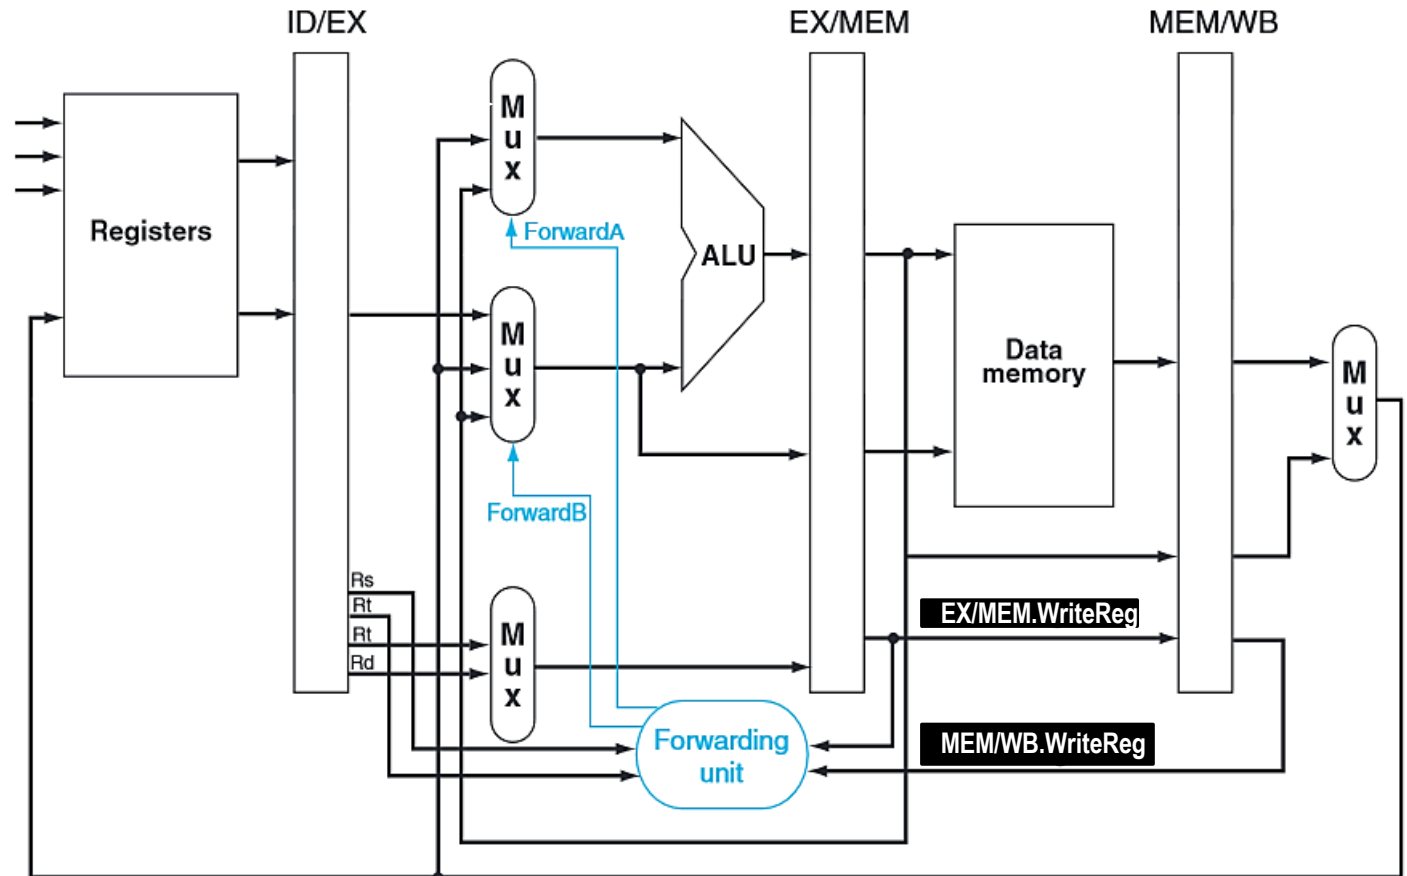 ID/EX
EX/MEM
MEM/WB
M
u
x
Registers
ForwardA
ALU
M
u
x
Data
memory
M
u
x
ForwardB
Rs
Rt
Rt
Rd
M
u
x
EX/MEM.WriteReg
Forwarding
unit
MEM/WB.WriteReg